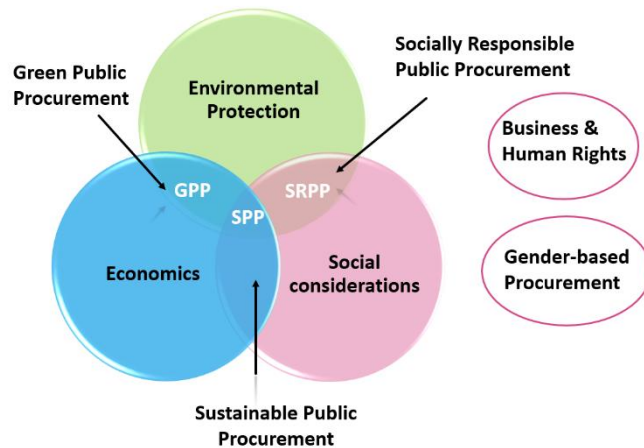 Green Public
Procurement
Environmental
Protection
Socially Responsible
Public Procurement
Business &
Human Rights
GPP
SRPP
SPP
Economics
Social
considerations
Gender-based
Procurement
Sustainable Public
Procurement